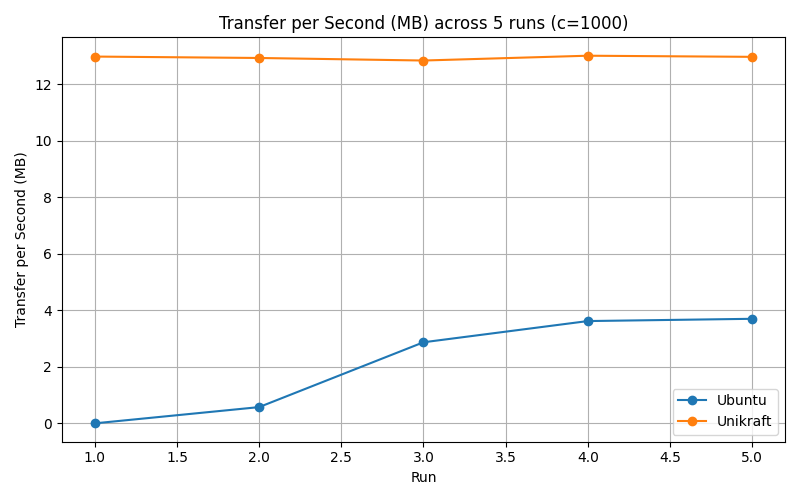 Transfer per Second (MB) across 5 runs (c=1000)
Transfer per Second (MB)
12
10
8
6
4
2
0
1.0 1.5 2.0 2.5 3.0 3.5 4.0 4.5 5.0
Run
Ubuntu
Unikraft